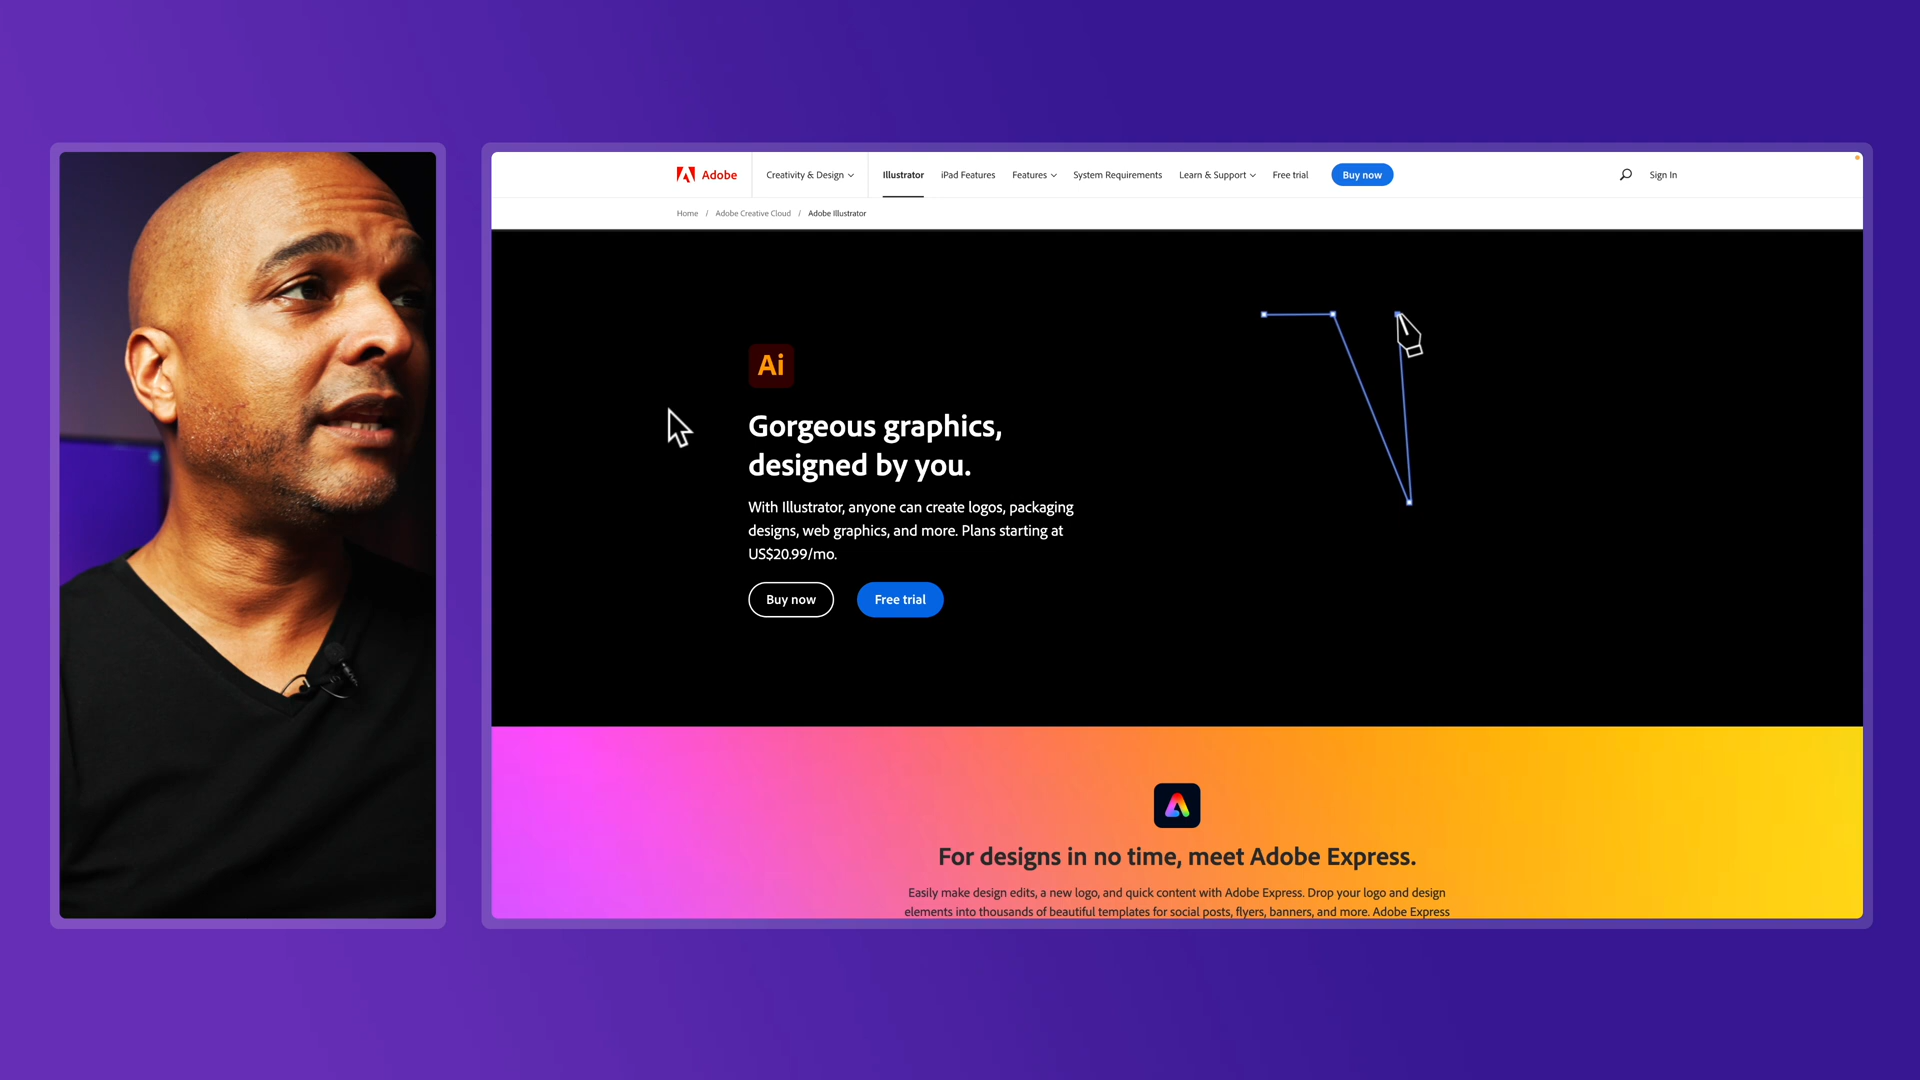 Adobe
Creativity & Design
Illustrator
iPad Features
Features
System Requirements
Learn & Support
Free trial
Buy now
Sign In
Home / Adobe Creative Cloud / Adobe Illustrator
Ai
Gorgeous graphics,
designed by you.
With Illustrator, anyone can create logos, packaging
designs, web graphics, and more. Plans starting at
US$20.99/mo.
Buy now
Free trial
For designs in no time, meet Adobe Express.
Easily make design edits, a new logo, and quick content with Adobe Express. Drop your logo and design
elements into thousands of beautiful templates for social posts, flyers, banners, and more. Adobe Express